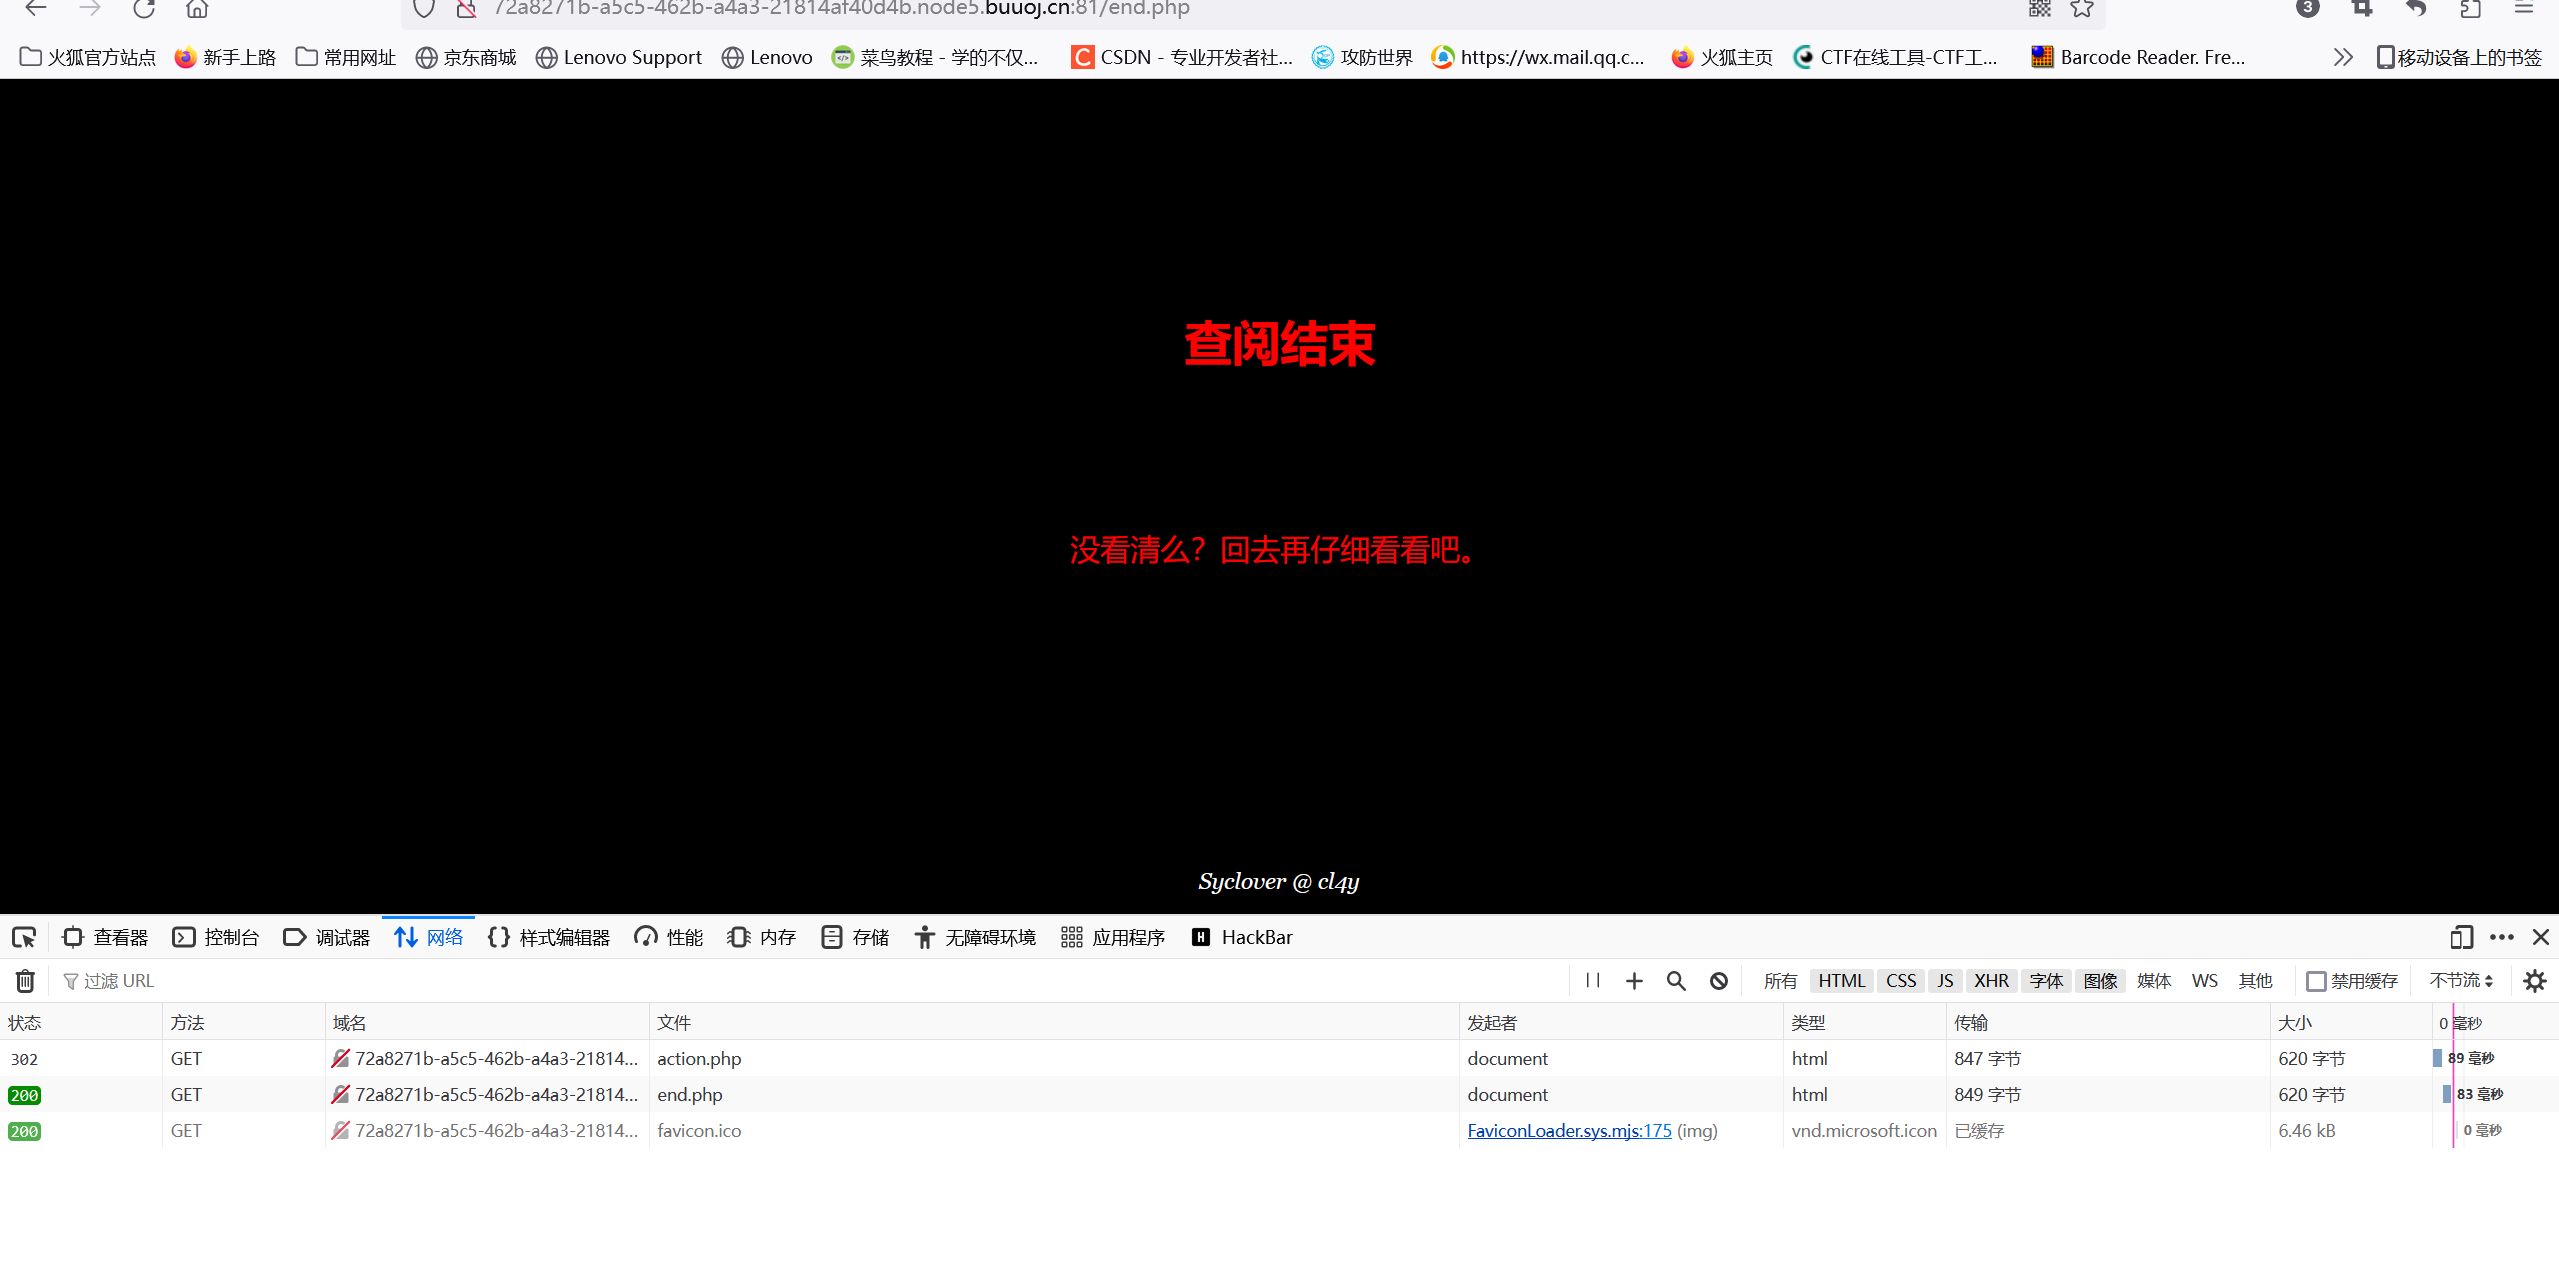 72a8271b-a5c5-462b-a4a3-21814af40d4b.node5.buuoj.cn:81/end.php
3
火狐官方站点 新手上路 常用网址 京东商城 Lenovo Support Lenovo 菜鸟教程 - 学的不仅... CSDN - 专业开发者社... 攻防世界 https://wx.mail.qq.c... 火狐主页 CTF在线工具-CTF工... Barcode Reader. Fre... 移动设备上的书签
查阅结束
没看清么？回去再仔细看看吧。
Syclover @ cl4y
查看器 控制台 调试器 网络 样式编辑器 性能 内存 存储 无障碍环境 应用程序 HackBar
过滤 URL 所有 HTML CSS JS XHR 字体 图像 媒体 WS 其他 禁用缓存 不节流
状态 方法 域名 文件 发起者 类型 传输 大小 0 毫秒
302 GET 72a8271b-a5c5-462b-a4a3-21814... action.php document html 847 字节 620 字节 89 毫秒
200 GET 72a8271b-a5c5-462b-a4a3-21814... end.php document html 849 字节 620 字节 83 毫秒
200 GET 72a8271b-a5c5-462b-a4a3-21814... favicon.ico FaviconLoader.sys.mjs:175 (img) vnd.microsoft.icon 已缓存 6.46 kB 0 毫秒